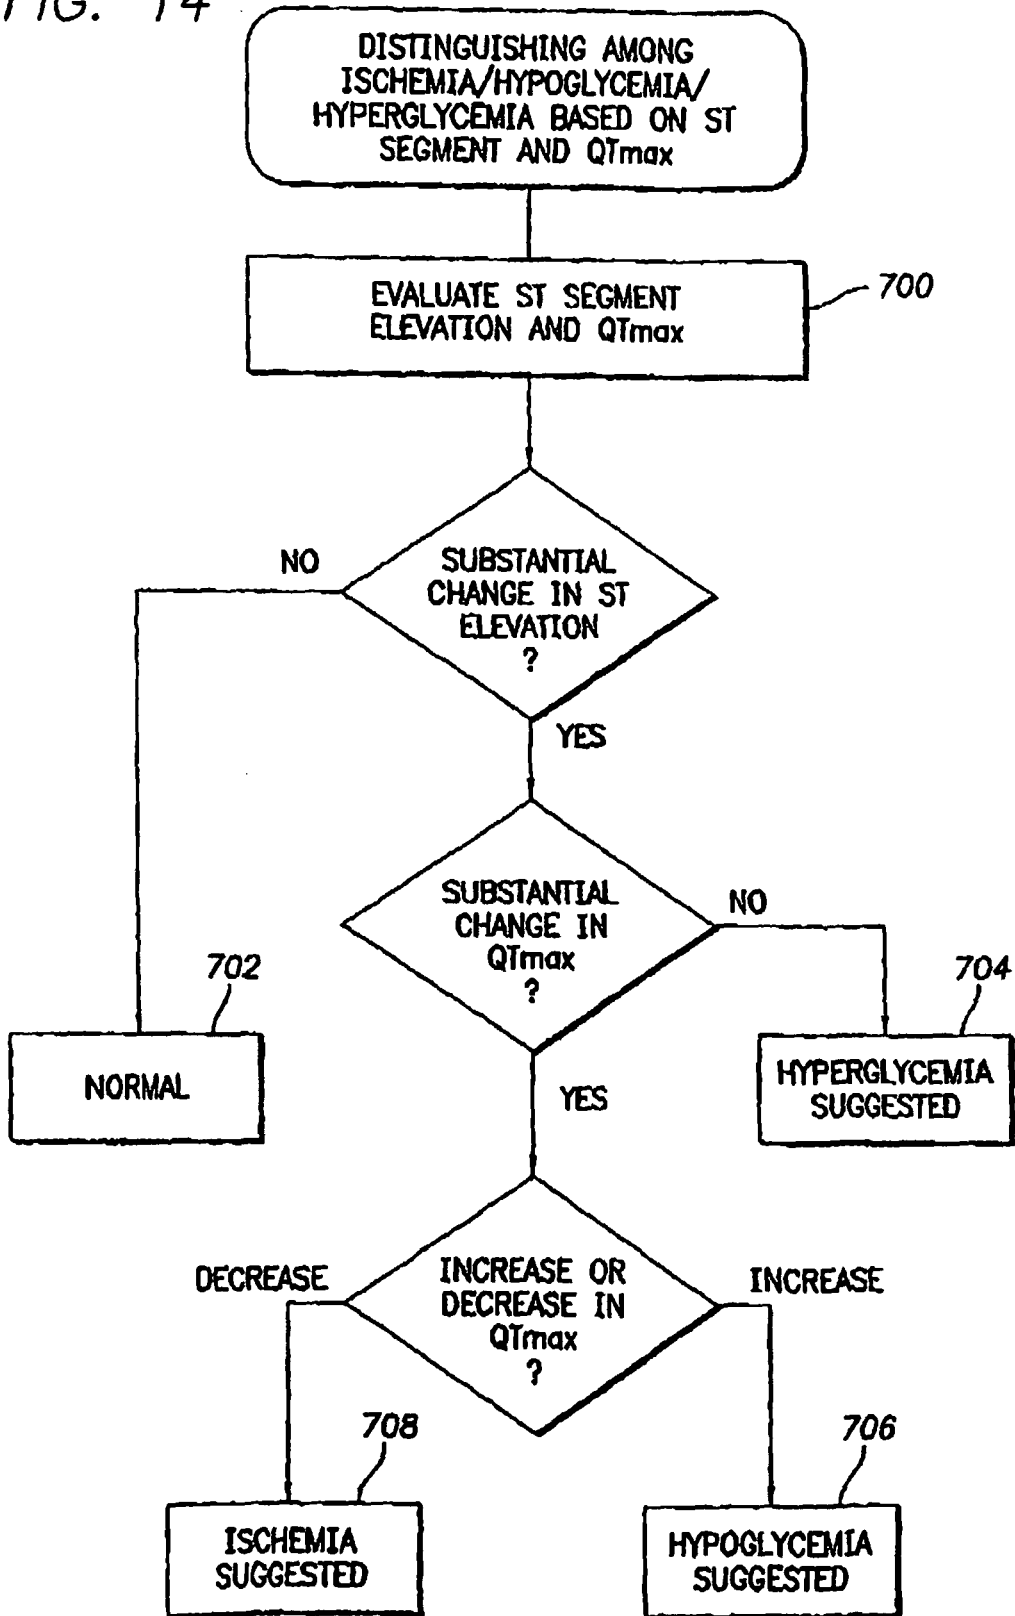 FIG. 14
DISTINGUISHING AMONG
ISCHEMIA/HYPOGLYCEMIA/
HYPERGLYCEMIA BASED ON ST
SEGMENT AND QTmax
EVALUATE ST SEGMENT
ELEVATION AND QTmax
700
NO
SUBSTANTIAL
CHANGE IN ST
ELEVATION
?
YES
SUBSTANTIAL
CHANGE IN
QTmax
?
NO
702
NORMAL
704
HYPERGLYCEMIA
SUGGESTED
YES
DECREASE
INCREASE OR
DECREASE IN
QTmax
?
INCREASE
708
ISCHEMIA
SUGGESTED
706
HYPOGLYCEMIA
SUGGESTED